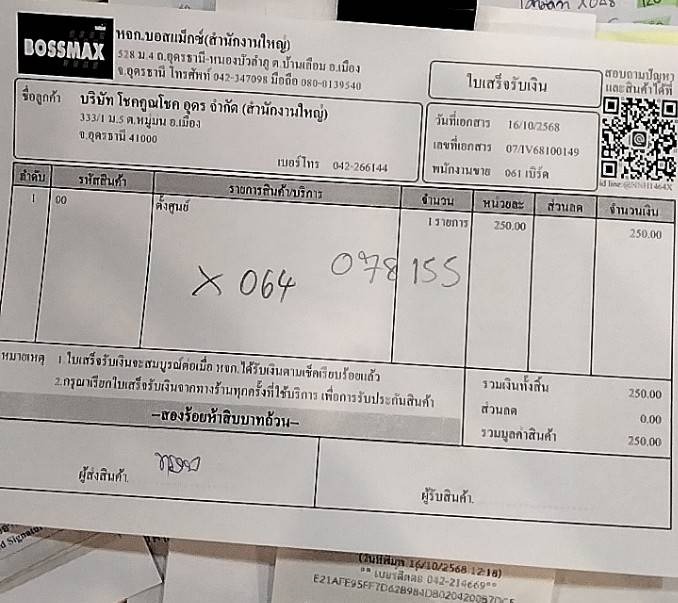 BOSSMAX
หจก.บอสแม็กซ์(สำนักงานใหญ่)
528 ม.4 ถ.อุดรธานี-หนองบัวลำภู ต.บ้านเลื่อม อ.เมือง
จ.อุดรธานี โทรศัพท์ 042-347098 มือถือ 080-0139540
ใบเสร็จรับเงิน
สอบถามปัญหา
และสินค้าได้ที่
ชื่อลูกค้า บริษัท โชคคูณโชค อุดร จำกัด (สำนักงานใหญ่)
333/1 ม.5 ต.หมูม่น อ.เมือง
จ.อุดรธานี 41000
เบอร์โทร 042-266144
วันที่เอกสาร 16/10/2568
เลขที่เอกสาร 07/1V68100149
พนักงานขาย 061 เบิร์ด
id line:@NNH1464X
ลำดับ รหัสสินค้า รายการสินค้า/บริการ จำนวน หน่วยละ ส่วนลด จำนวนเงิน
1 00 ตั้งศูนย์ 1 รายการ 250.00 250.00
X 064 078 155
หมายเหตุ 1.ใบเสร็จรับเงินจะสมบูรณ์ต่อเมื่อ หจก.ได้รับเงินตามเช็คเรียบร้อยแล้ว
2.กรุณาเรียกใบเสร็จรับเงินจากทางร้านทุกครั้งที่ใช้บริการ เพื่อการรับประกันสินค้า
รวมเงินทั้งสิ้น 250.00
ส่วนลด 0.00
รวมมูลค่าสินค้า 250.00
–สองร้อยห้าสิบบาทถ้วน–
ผู้ส่งสินค้า.
ผู้รับสินค้า.
16/10/2568 12:18)
042-214669**